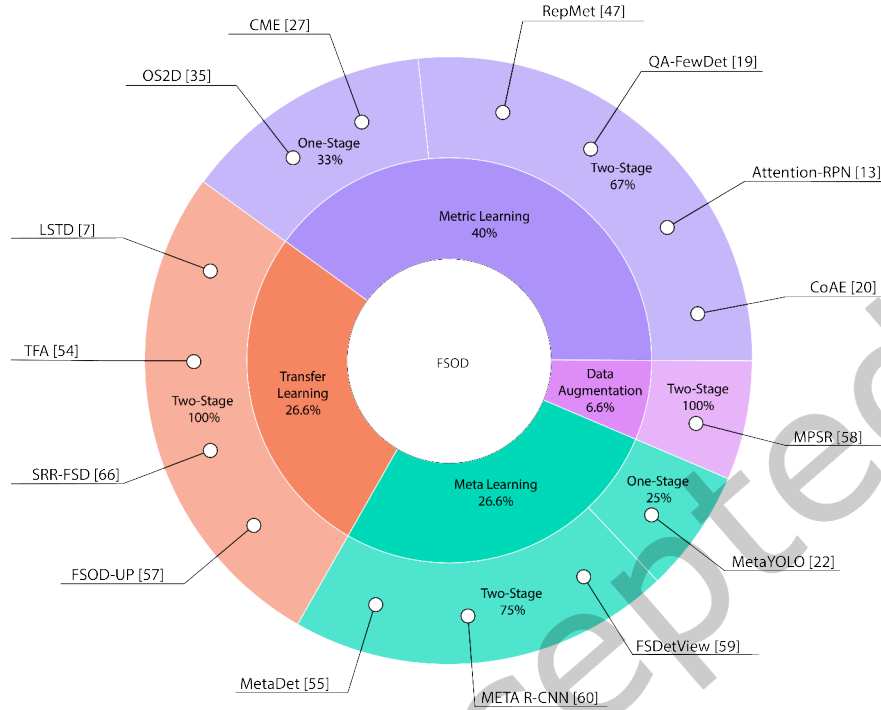 RepMet [47]
CME [27]
QA-FewDet [19]
OS2D [35]
One-Stage
33%
Two-Stage
67%
Attention-RPN [13]
Metric Learning
40%
LSTD [7]
CoAE [20]
TFA [54]
FSOD
Transfer
Learning
26.6%
Data
Augmentation
6.6%
Two-Stage
100%
Two-Stage
100%
MPSR [58]
SRR-FSD [66]
Meta Learning
26.6%
One-Stage
25%
MetaYOLO [22]
FSOD-UP [57]
Two-Stage
75%
FSDetView [59]
MetaDet [55]
META R-CNN [60]
cepted